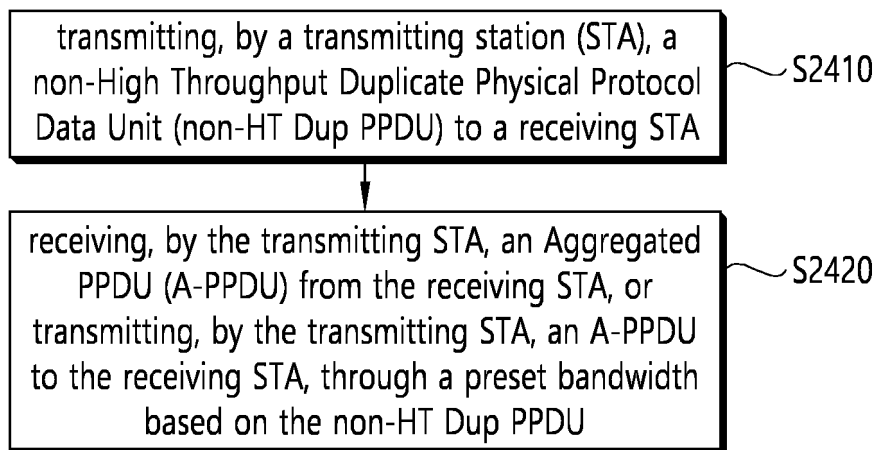 transmitting, by a transmitting station (STA), a
non-High Throughput Duplicate Physical Protocol
Data Unit (non-HT Dup PPDU) to a receiving STA
S2410
receiving, by the transmitting STA, an Aggregated
PPDU (A-PPDU) from the receiving STA, or
transmitting, by the transmitting STA, an A-PPDU
to the receiving STA, through a preset bandwidth
based on the non-HT Dup PPDU
S2420